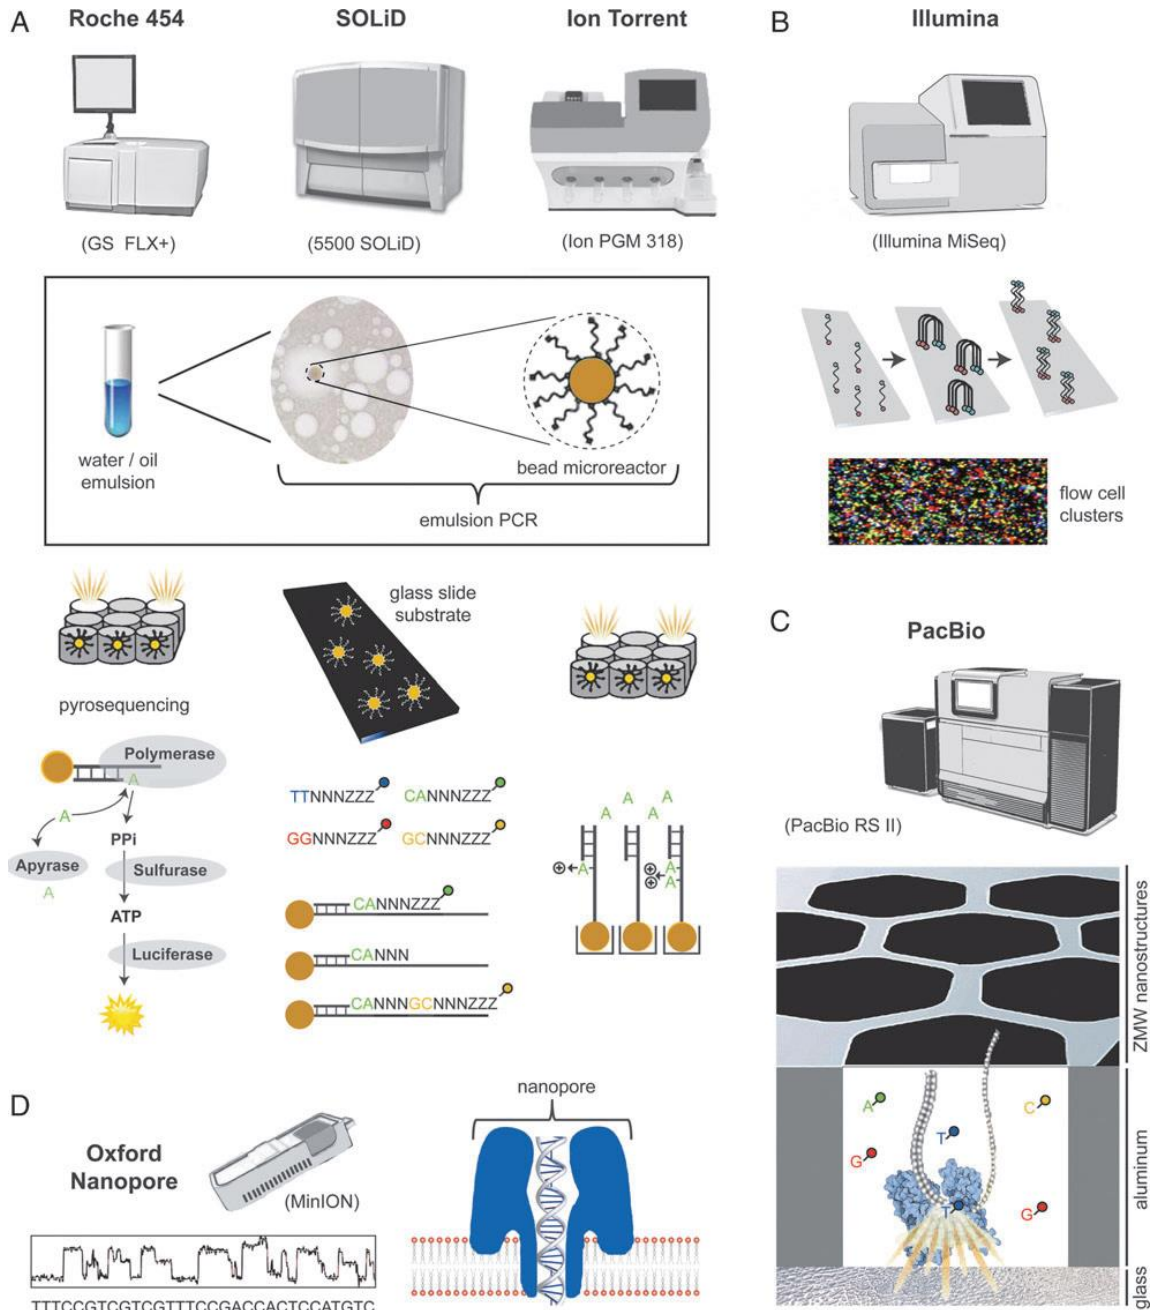 A
Roche 454
SOLiD
Ion Torrent
(GS FLX+)
(5500 SOLiD)
(Ion PGM 318)
water / oil
emulsion
bead microreactor
emulsion PCR
glass slide
substrate
pyrosequencing
Polymerase
A
A
PPi
Apyrase
A
Sulfurase
ATP
Luciferase
TTNNNZZZ
CANNNZZZ
GGNNNZZZ
GCNNNZZZ
CANNNZZZ
CANNN
CANNNGCNNNZZZ
A A
A A A
+ A
+ A
+ A
B
Illumina
(Illumina MiSeq)
flow cell
clusters
C
PacBio
(PacBio RS II)
ZMW nanostructures
aluminum
glass
A
C
T
G
T
G
D
Oxford
Nanopore
(MinION)
nanopore
TTTCCGTCGTCGTTTCCGACCACTCCATGTC